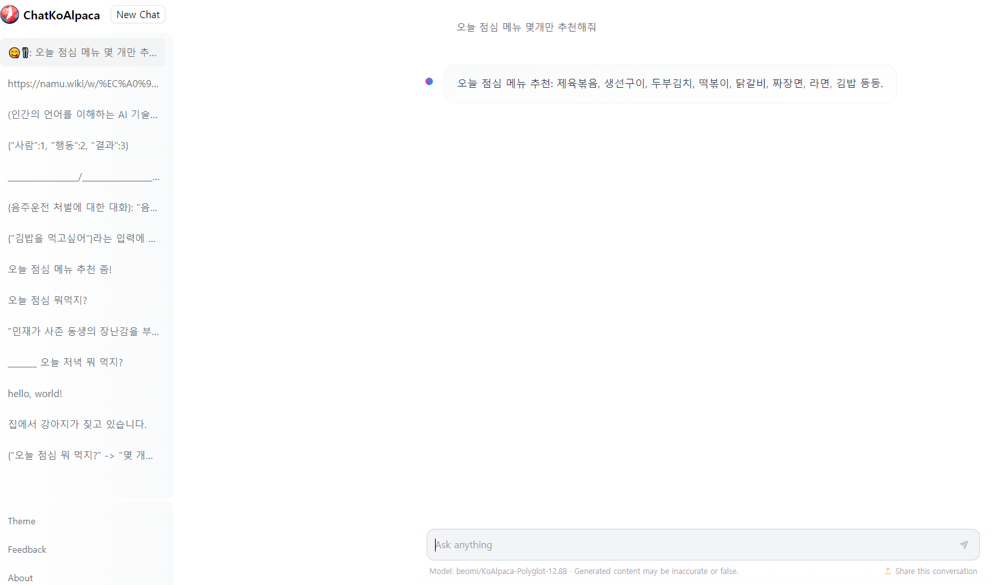 ChatKoAlpaca
New Chat
😋🍴: 오늘 점심 메뉴 몇 개만 추...
https://namu.wiki/w/%EC%A0%9...
(인간의 언어를 이해하는 AI 기술...
{"사람":1, "행동":2, "결과":3}
_________________/_________________...
{음주운전 처벌에 대한 대화}: "음...
{"김밥을 먹고싶어"}라는 입력에 ...
오늘 점심 메뉴 추천 좀!
오늘 점심 뭐먹지?
"민재가 사촌 동생의 장난감을 부...
_______ 오늘 저녁 뭐 먹지?
hello, world!
집에서 강아지가 짖고 있습니다.
{"오늘 점심 뭐 먹지?" -> "몇 개...
Theme
Feedback
About
오늘 점심 메뉴 몇개만 추천해줘
오늘 점심 메뉴 추천: 제육볶음, 생선구이, 두부김치, 떡볶이, 닭갈비, 짜장면, 라면, 김밥 등등.
Ask anything
Model: beomi/KoAlpaca-Polyglot-12.8B · Generated content may be inaccurate or false.
Share this conversation